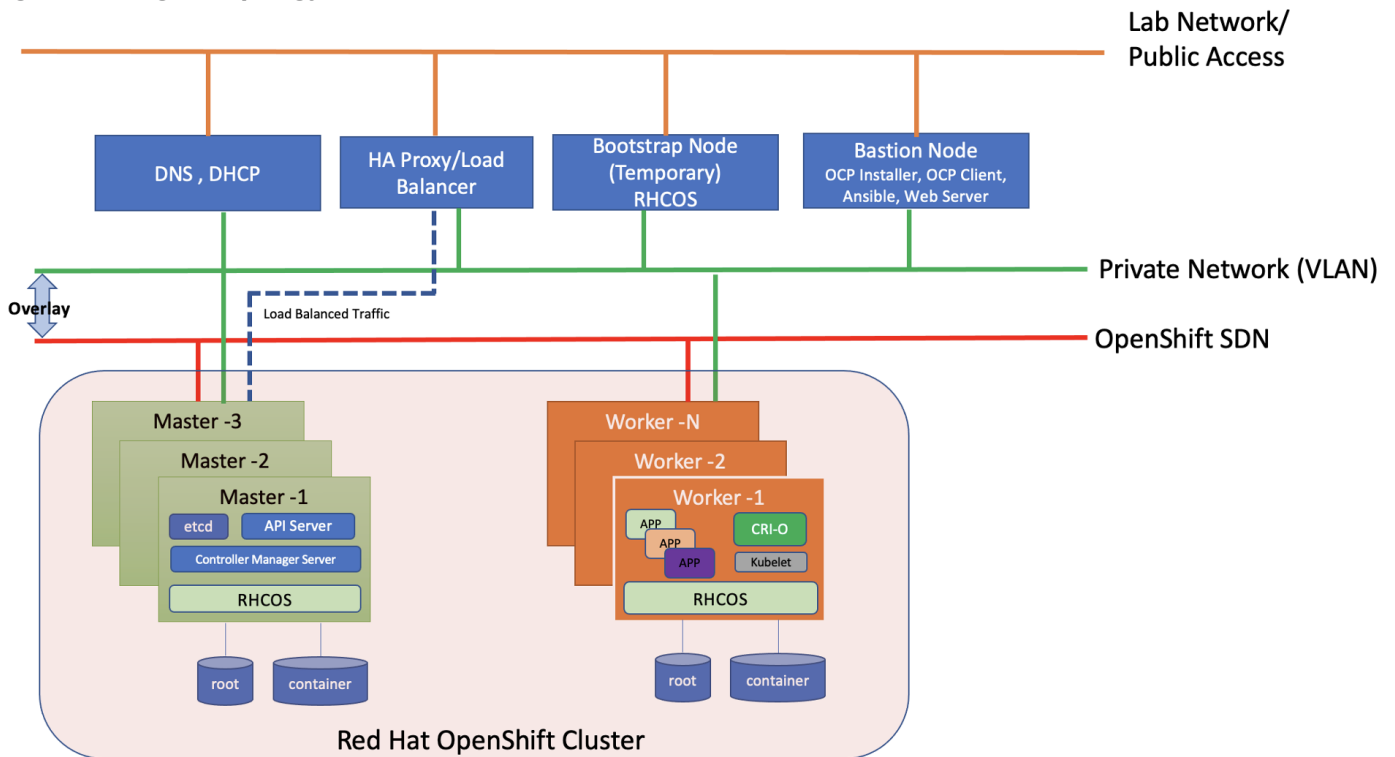 Lab Network/
Public Access
DNS , DHCP
HA Proxy/Load
Balancer
Bootstrap Node
(Temporary)
RHCOS
Bastion Node
OCP Installer, OCP Client,
Ansible, Web Server
Private Network (VLAN)
Overlay
Load Balanced Traffic
OpenShift SDN
Master -3
Master -2
Master -1
etcd
API Server
Controller Manager Server
RHCOS
root
container
Worker -N
Worker -2
Worker -1
APP
APP
APP
CRI-O
Kubelet
RHCOS
root
container
Red Hat OpenShift Cluster